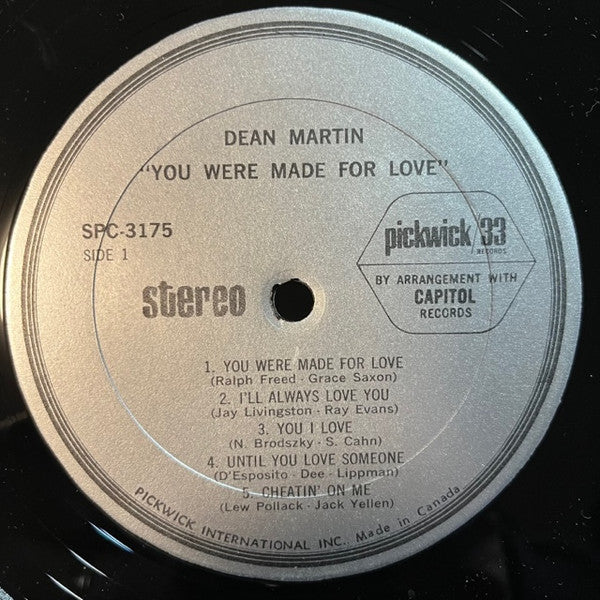 DEAN MARTIN
"YOU WERE MADE FOR LOVE"
SPC-3175
SIDE 1
stereo
pickwick/33
RECORDS
BY ARRANGEMENT WITH
CAPITOL
RECORDS
1. YOU WERE MADE FOR LOVE
(Ralph Freed - Grace Saxon)
2. I'LL ALWAYS LOVE YOU
(Jay Livingston - Ray Evans)
3. YOU I LOVE
(N. Brodszky - S. Cahn)
4. UNTIL YOU LOVE SOMEONE
(D'Esposito - Dee - Lippman)
5. CHEATIN' ON ME
(Lew Pollack - Jack Yellen)
PICKWICK INTERNATIONAL INC. Made in Canada